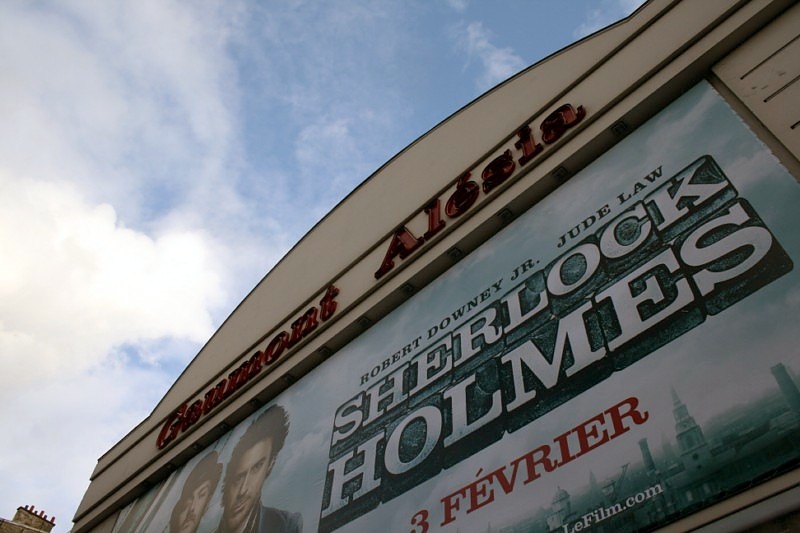 Gaumont Alésia
ROBERT DOWNEY JR. JUDE LAW
SHERLOCK
HOLMES
3 FÉVRIER
LeFilm.com